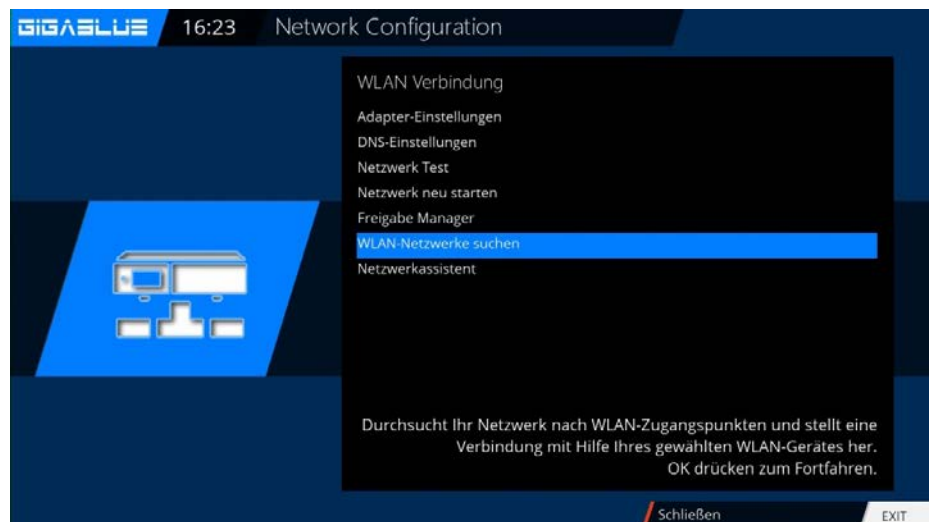 GIGABLUE 16:23 Network Configuration
WLAN Verbindung
Adapter-Einstellungen
DNS-Einstellungen
Netzwerk Test
Netzwerk neu starten
Freigabe Manager
WLAN-Netzwerke suchen
Netzwerkassistent
Durchsucht Ihr Netzwerk nach WLAN-Zugangspunkten und stellt eine
Verbindung mit Hilfe Ihres gewählten WLAN-Gerätes her.
OK drücken zum Fortfahren.
Schließen EXIT